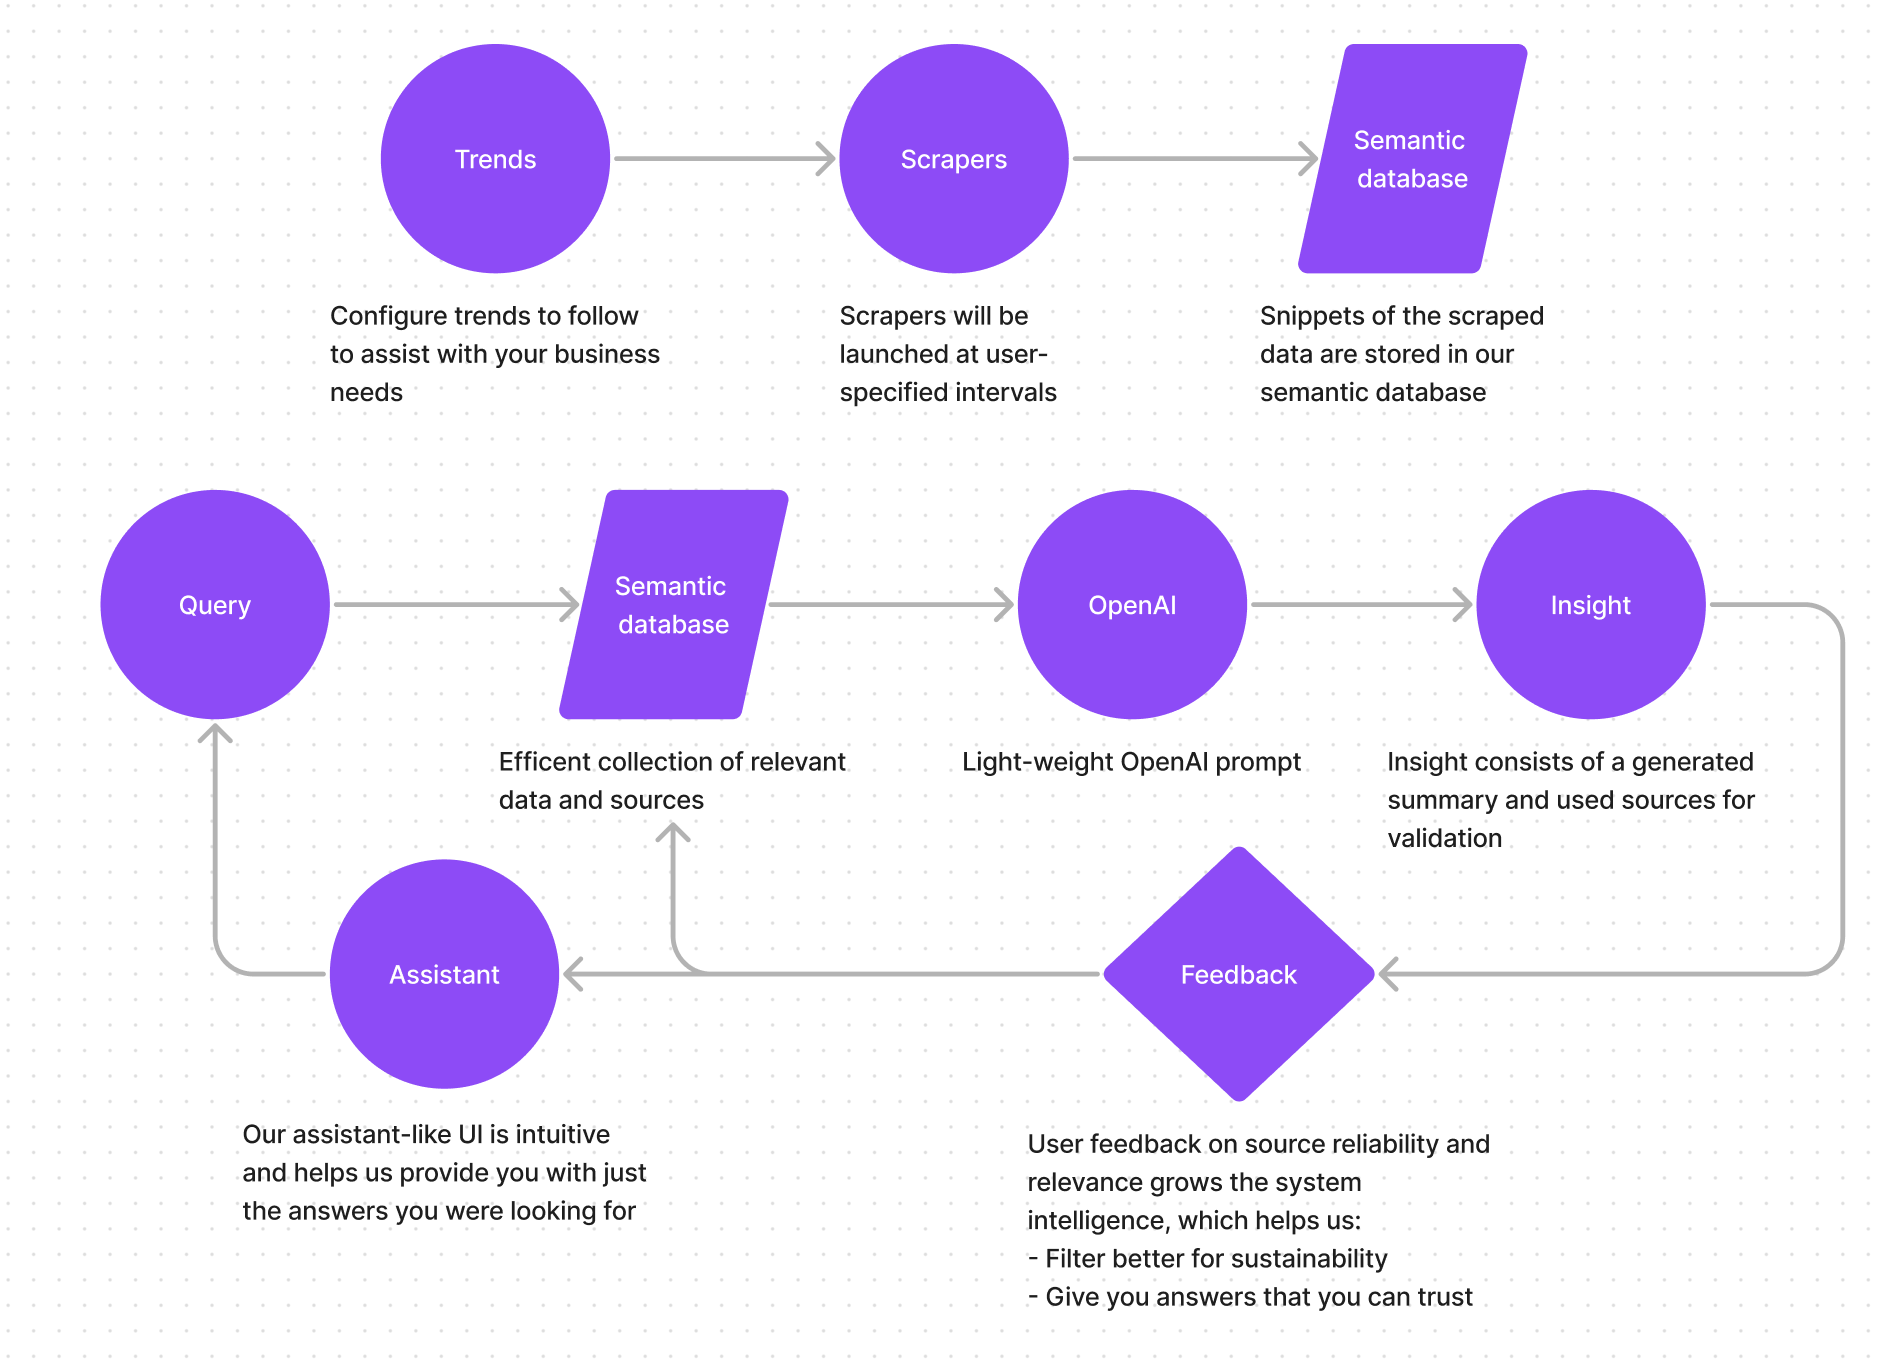 Trends
Scrapers
Semantic
database
Configure trends to follow
to assist with your business
needs
Scrapers will be
launched at user-
specified intervals
Snippets of the scraped
data are stored in our
semantic database
Query
Semantic
database
OpenAI
Insight
Efficent collection of relevant
data and sources
Light-weight OpenAI prompt
Insight consists of a generated
summary and used sources for
validation
Assistant
Feedback
Our assistant-like UI is intuitive
and helps us provide you with just
the answers you were looking for
User feedback on source reliability and
relevance grows the system
intelligence, which helps us:
- Filter better for sustainability
- Give you answers that you can trust